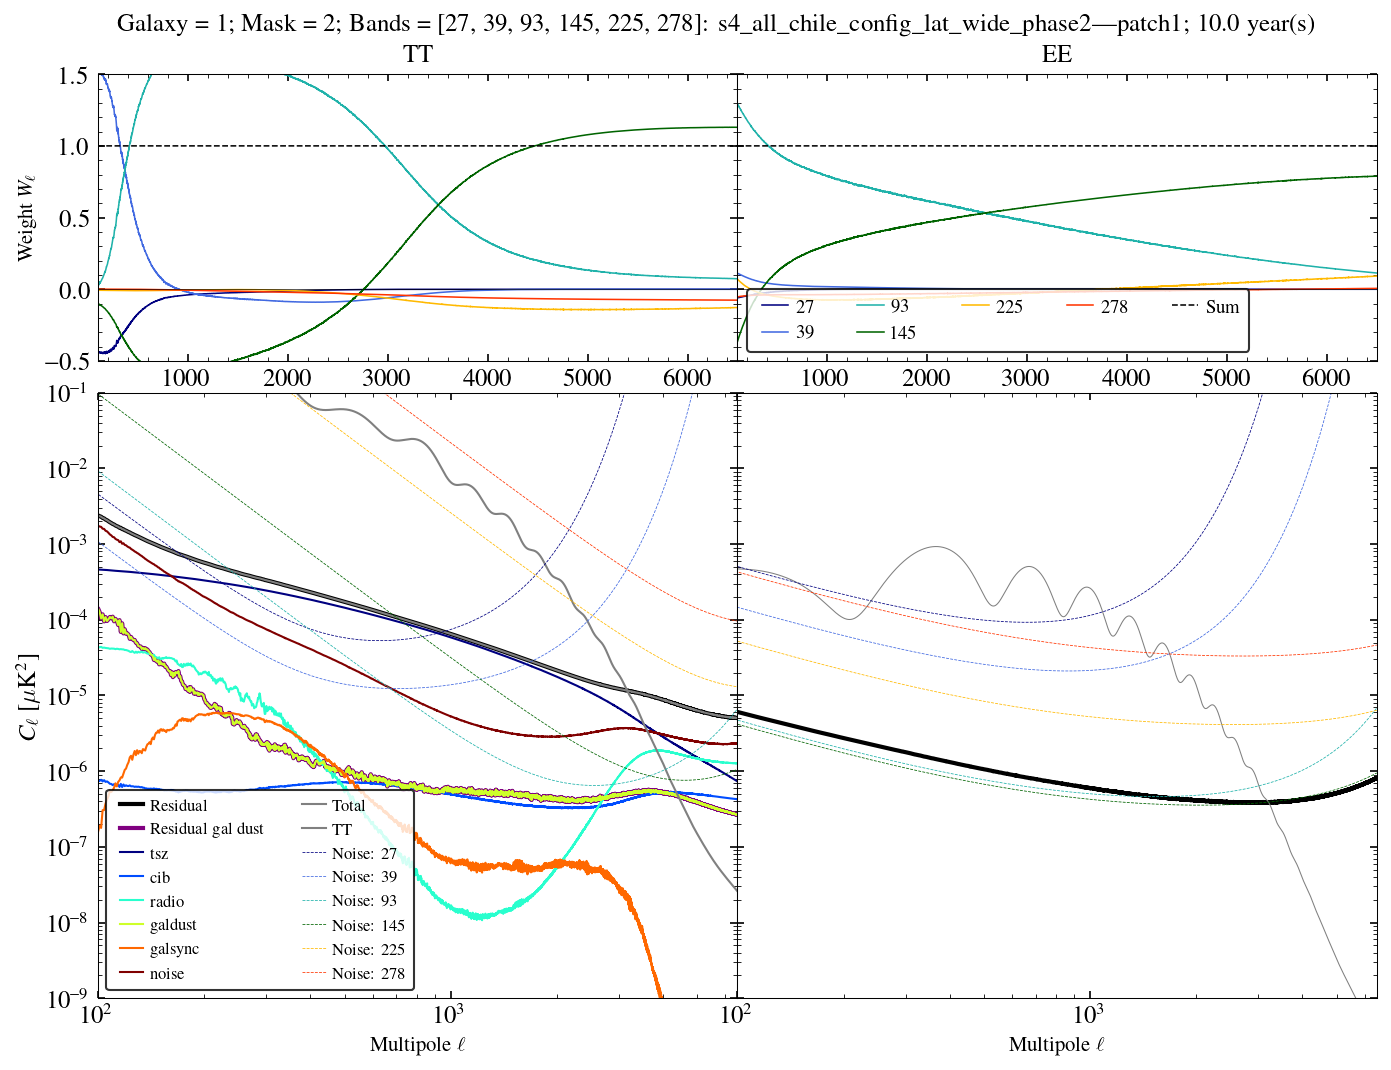 Galaxy = 1; Mask = 2; Bands = [27, 39, 93, 145, 225, 278]: s4_all_chile_config_lat_wide_phase2—patch1; 10.0 year(s)
TT
EE
1.5
1.0
0.5
0.0
−0.5
Weight W_ℓ
27 93 225 278 Sum
39 145
1000 2000 3000 4000 5000 6000
1000 2000 3000 4000 5000 6000
10^{-1}
10^{-2}
10^{-3}
10^{-4}
10^{-5}
10^{-6}
10^{-7}
10^{-8}
10^{-9}
C_ℓ [μK^2]
Residual Total
Residual gal dust TT
tsz Noise: 27
cib Noise: 39
radio Noise: 93
galdust Noise: 145
galsync Noise: 225
noise Noise: 278
10^2 10^3 10^2 10^3
Multipole ℓ
Multipole ℓ